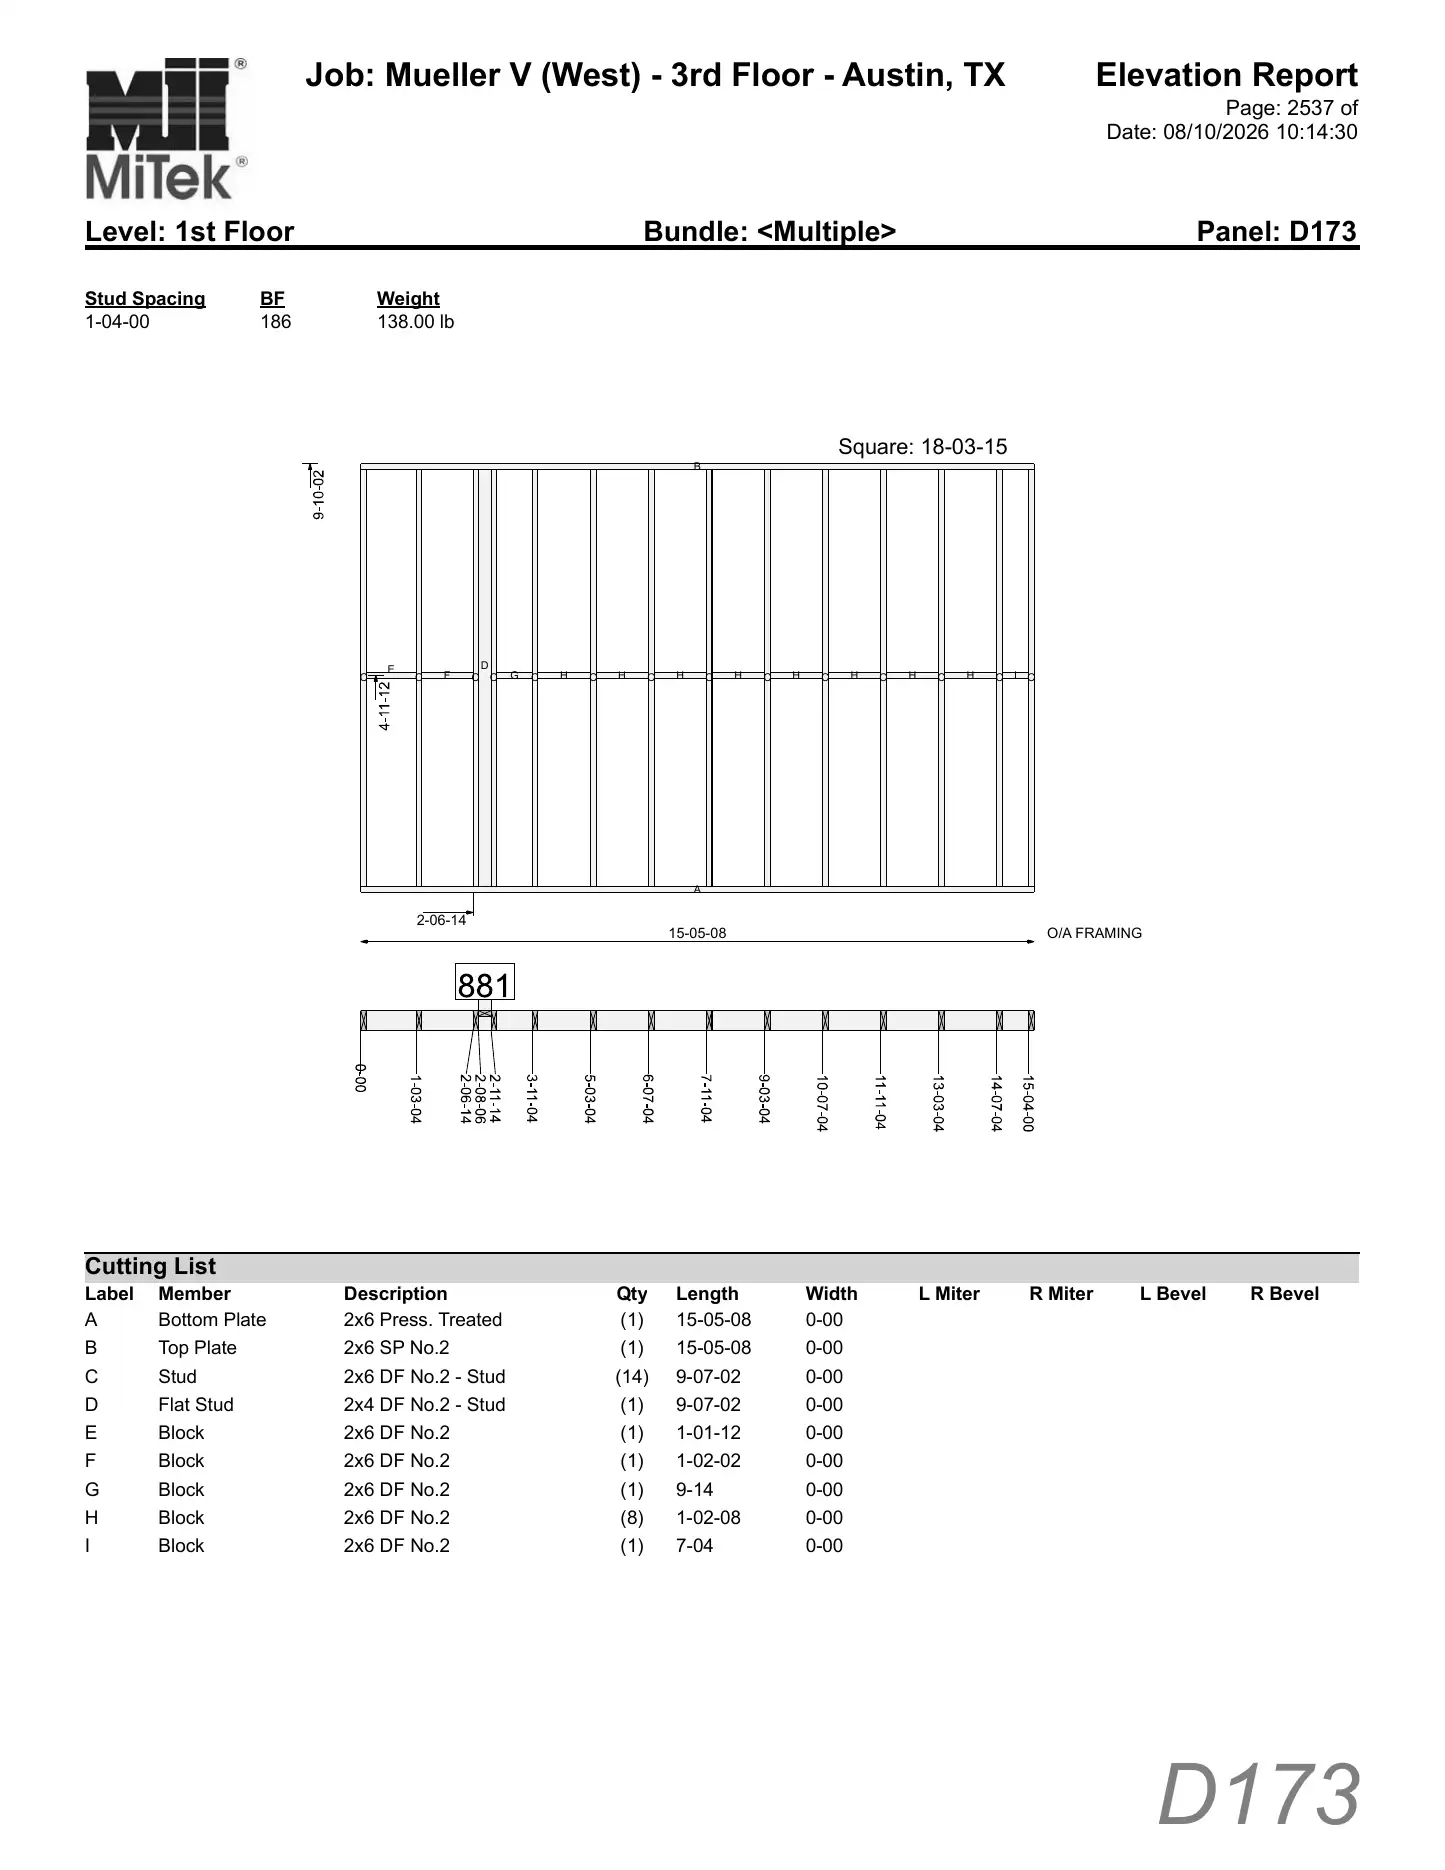 Job: Mueller V (West) - 3rd Floor - Austin, TX
Elevation Report
Page: 2537 of
Date: 08/10/2026 10:14:30
MiTek®
Level: 1st Floor Bundle: <Multiple> Panel: D173
Stud Spacing BF Weight
1-04-00 186 138.00 lb
Square: 18-03-15
B
9-10-02
E F D G H H H H H H H H I
4-11-12
A
2-06-14
15-05-08 O/A FRAMING
881
0-00 1-03-04 2-06-14 2-08-06 2-11-14 3-11-04 5-03-04 6-07-04 7-11-04 9-03-04 10-07-04 11-11-04 13-03-04 14-07-04 15-04-00
Cutting List
Label Member Description Qty Length Width L Miter R Miter L Bevel R Bevel
A Bottom Plate 2x6 Press. Treated (1) 15-05-08 0-00
B Top Plate 2x6 SP No.2 (1) 15-05-08 0-00
C Stud 2x6 DF No.2 - Stud (14) 9-07-02 0-00
D Flat Stud 2x4 DF No.2 - Stud (1) 9-07-02 0-00
E Block 2x6 DF No.2 (1) 1-01-12 0-00
F Block 2x6 DF No.2 (1) 1-02-02 0-00
G Block 2x6 DF No.2 (1) 9-14 0-00
H Block 2x6 DF No.2 (8) 1-02-08 0-00
I Block 2x6 DF No.2 (1) 7-04 0-00
D173